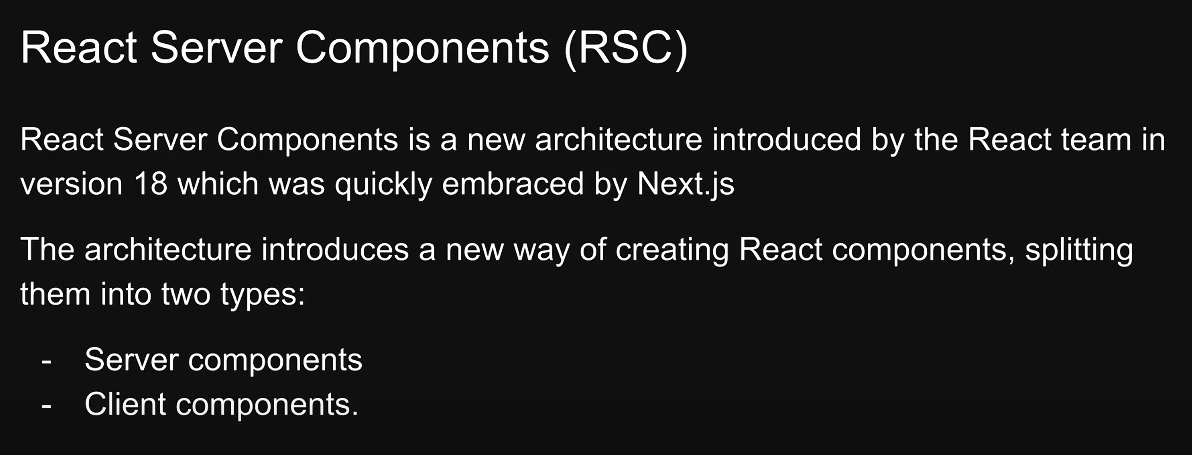 React Server Components (RSC)
React Server Components is a new architecture introduced by the React team in
version 18 which was quickly embraced by Next.js
The architecture introduces a new way of creating React components, splitting
them into two types:
- Server components
- Client components.